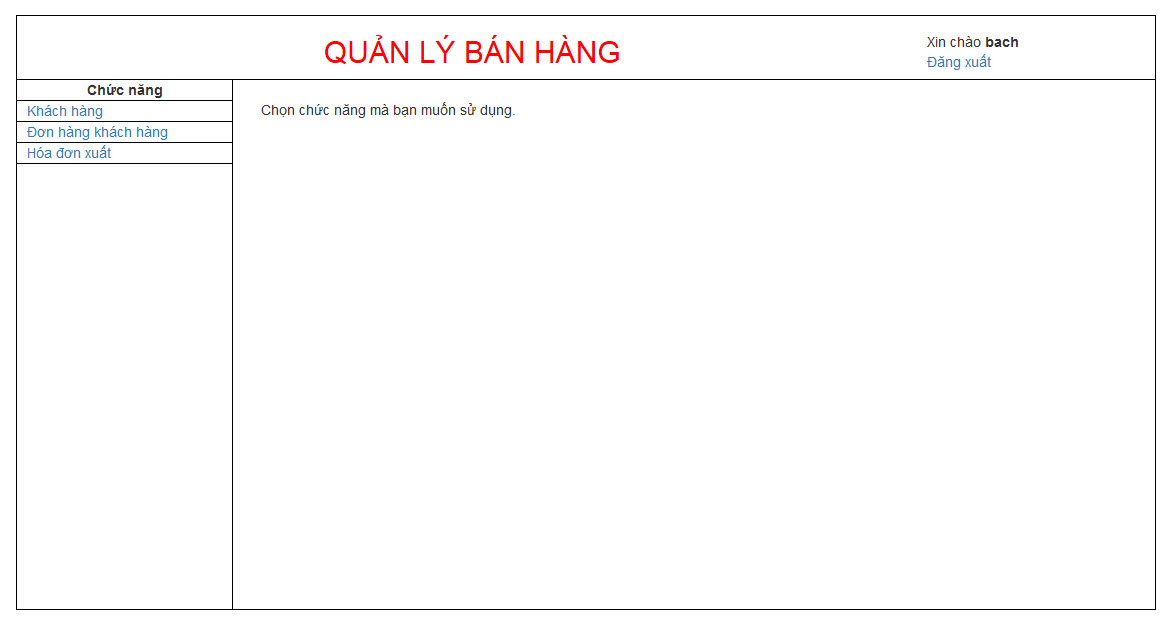 QUẢN LÝ BÁN HÀNG
Xin chào bach
Đăng xuất
Chức năng
Khách hàng
Đơn hàng khách hàng
Hóa đơn xuất
Chọn chức năng mà bạn muốn sử dụng.